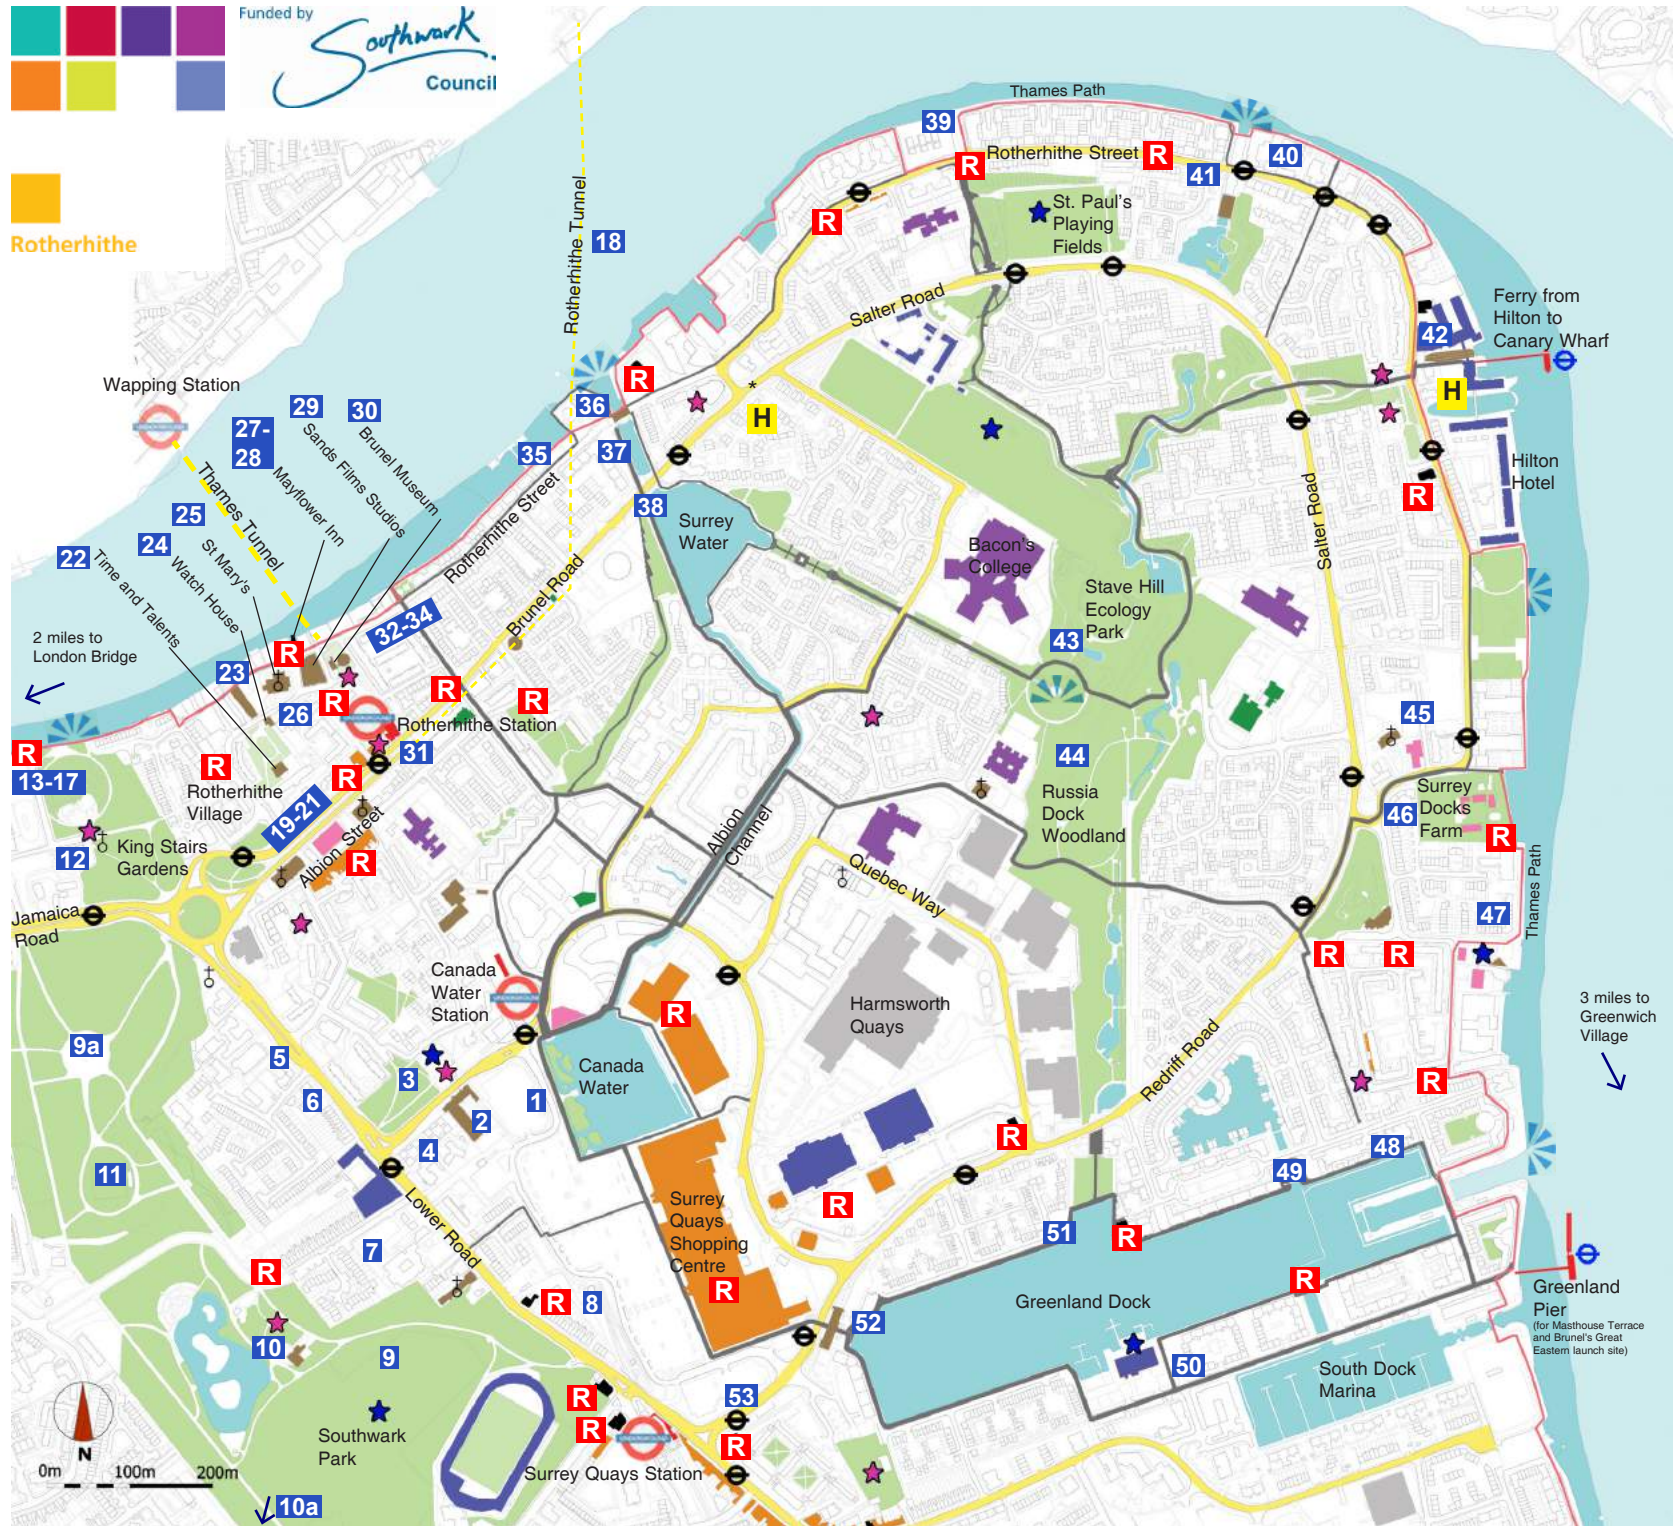 Funded by
Southwark
Council
Rotherhithe
Thames Path
39
R
Rotherhithe Street
R
40
41
R
St. Paul's
Playing
Fields
18
Rotherhithe Tunnel
Salter Road
Ferry from
Hilton to
Canary Wharf
42
H
Wapping Station
UNDERGROUND
R
*
H
36
29
30
27-
28
Sands Films Studios
Brunel Museum
Mayflower Inn
Thames Tunnel
25
24
22
St Mary's
Watch House
Time and Talents
35
37
38
Rotherhithe Street
Brunel Road
Surrey
Water
Bacon's
College
Salter Road
Hilton
Hotel
R
Stave Hill
Ecology
Park
43
2 miles to
London Bridge
32-34
R
23
26
R
R
R
UNDERGROUND
Rotherhithe Station
31
R
13-17
R
R
Rotherhithe
Village
19-21
Albion Street
R
12
King Stairs
Gardens
Jamaica
Road
44
Russia
Dock
Woodland
45
46
Surrey
Docks
Farm
R
Albion
Channel
Quebec Way
Thames Path
47
R
R
Canada
Water
Station
UNDERGROUND
R
Harmsworth
Quays
3 miles to
Greenwich
Village
9a
5
6
3
1
2
4
Canada
Water
Redriff Road
R
R
11
48
49
Lower Road
7
Surrey
Quays
Shopping
Centre
R
R
51
R
R
R
R
8
Greenland Dock
Greenland
Pier
(for Masthouse Terrace
and Brunel's Great
Eastern launch site)
10
9
52
50
South Dock
Marina
R
R
53
R
UNDERGROUND
Surrey Quays Station
Southwark
Park
N
0m
100m
200m
10a